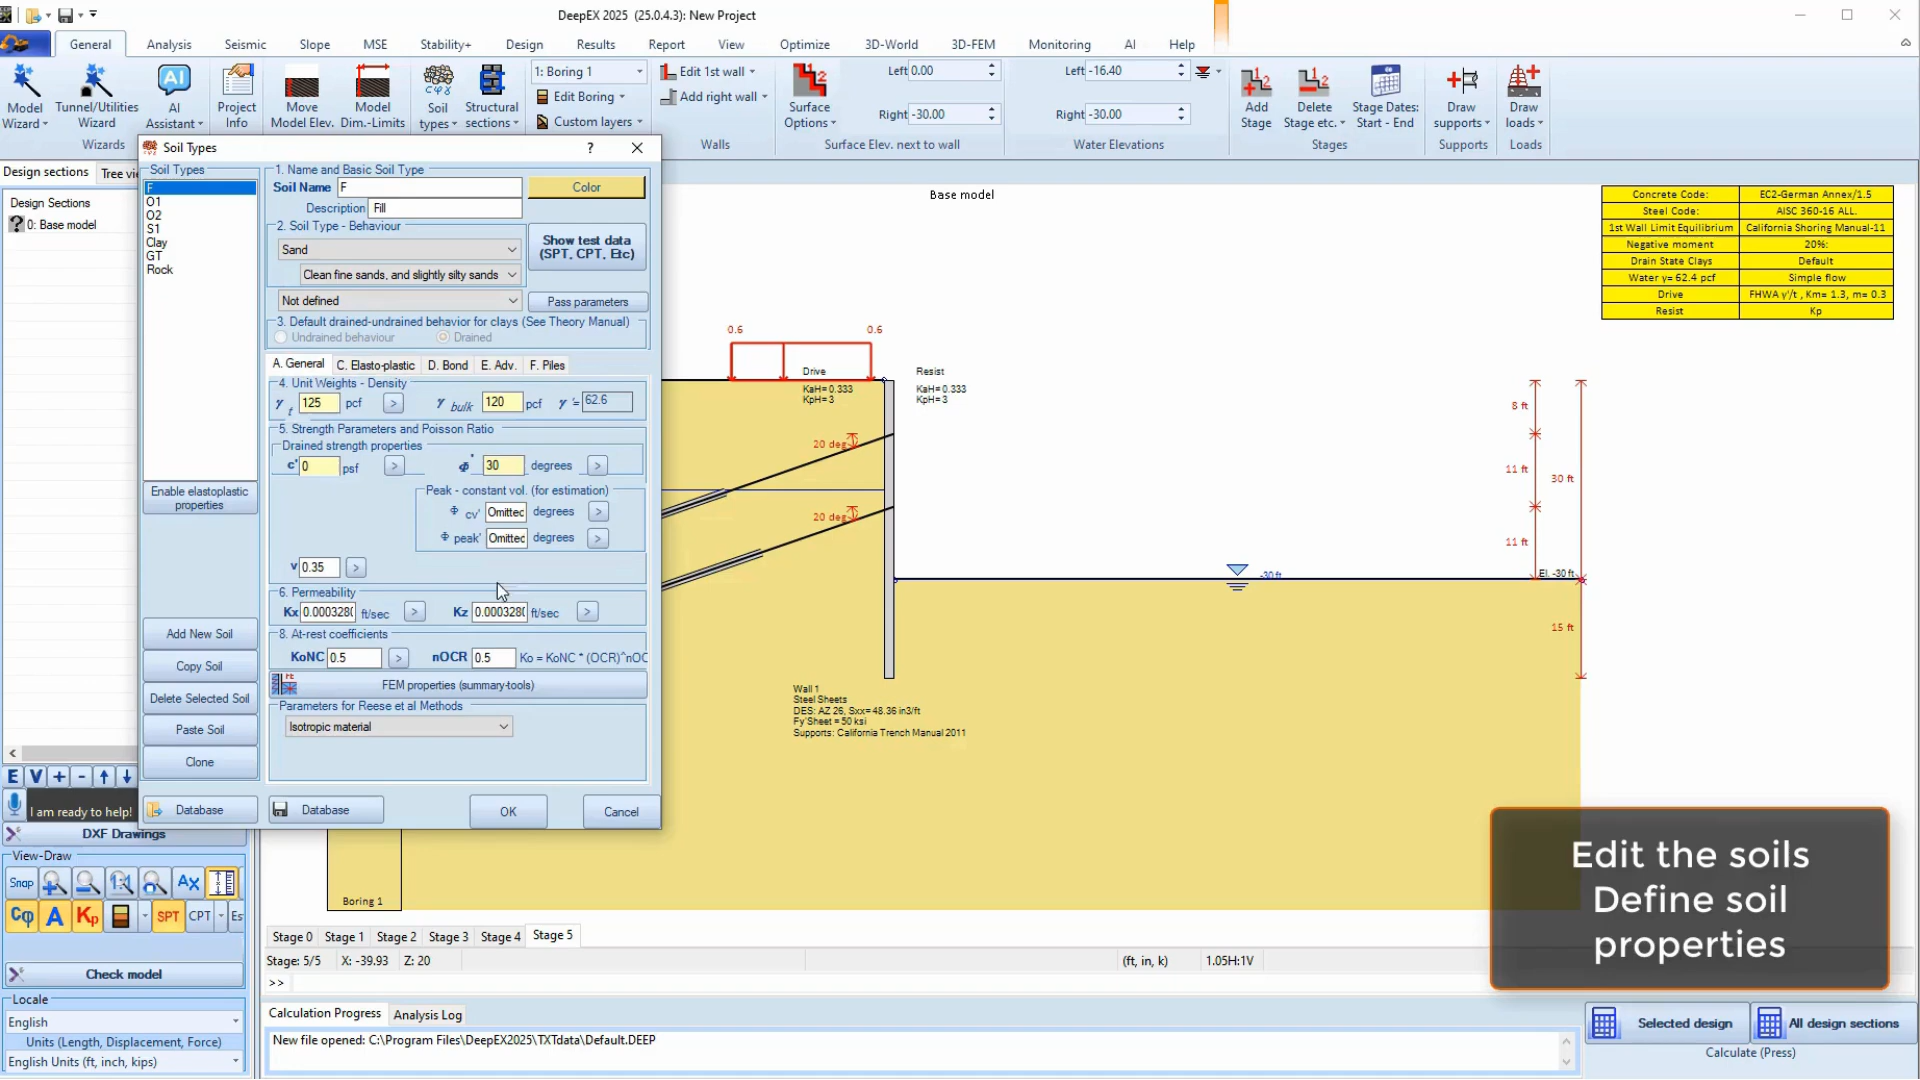 DeepEX 2025 (25.0.4.3): New Project
General Analysis Seismic Slope MSE Stability+ Design Results Report View Optimize 3D-World 3D-FEM Monitoring AI Help
Model Wizard
Tunnel/Utilities Wizard
AI Assistant
Wizards
Project Info
Move Model Elev.
Model Dim.-Limits
Soil types
Structural sections
1: Boring 1
Edit Boring
Custom layers
Edit 1st wall
Add right wall
Walls
Surface Options
Left 0.00
Right -30.00
Surface Elev. next to wall
Left -16.40
Right -30.00
Water Elevations
Add Stage
Delete Stage etc.
Stage Dates: Start - End
Stages
Draw supports
Supports
Draw loads
Loads
Design sections Tree vi
Design Sections
0: Base model
Soil Types
Soil Types
F
O1
O2
S1
Clay
GT
Rock
Enable elastoplastic properties
Add New Soil
Copy Soil
Delete Selected Soil
Paste Soil
Clone
Database
1. Name and Basic Soil Type
Soil Name F
Color
Description Fill
2. Soil Type - Behaviour
Sand
Clean fine sands, and slightly silty sands
Show test data (SPT, CPT, Etc)
Not defined
Pass parameters
3. Default drained-undrained behavior for clays (See Theory Manual)
Undrained behaviour Drained
A. General C. Elasto-plastic D. Bond E. Adv. F. Piles
4. Unit Weights - Density
γ t 125 pcf > γ bulk 120 pcf γ '= 62.6
5. Strength Parameters and Poisson Ratio
Drained strength properties
c' 0 psf > Φ' 30 degrees >
Peak - constant vol. (for estimation)
Φ cv' Omittec degrees >
Φ peak' Omittec degrees >
v 0.35 >
6. Permeability
Kx 0.000328( ft/sec > Kz 0.000328( ft/sec >
8. At-rest coefficients
KoNC 0.5 > nOCR 0.5 Ko = KoNC * (OCR)^nOC
FEM properties (summary-tools)
Parameters for Reese et al Methods
Isotropic material
Database OK Cancel
Base model
Concrete Code: EC2-German Annex/1.5
Steel Code: AISC 360-16 ALL.
1st Wall Limit Equilibrium California Shoring Manual-11
Negative moment 20%:
Drain State Clays Default
Water γ= 62.4 pcf Simple flow
Drive FHWA γ'/t , Km= 1.3, m= 0.3
Resist Kp
0.6 0.6
Drive
KaH= 0.333
KpH= 3
Resist
KaH= 0.333
KpH= 3
20 deg
20 deg
8 ft
11 ft
30 ft
11 ft
El. -30 ft
-30 ft
15 ft
Wall 1
Steel Sheets
DES: AZ 26, Sxx= 48.36 in3/ft
Fy'Sheet = 50 ksi
Supports: California Trench Manual 2011
Boring 1
E V + -
I am ready to help!
DXF Drawings
View-Draw
Snap 1:1 AX
Cφ A Kp SPT CPT Es
Check model
Locale
English
Units (Length, Displacement, Force)
English Units (ft, inch, kips)
Stage 0 Stage 1 Stage 2 Stage 3 Stage 4 Stage 5
Stage: 5/5 X: -39.93 Z: 20 (ft, in, k) 1.05H:1V
>>
Calculation Progress Analysis Log
New file opened: C:\Program Files\DeepEX2025\TXTdata\Default.DEEP
Edit the soils
Define soil
properties
Selected design All design sections
Calculate (Press)